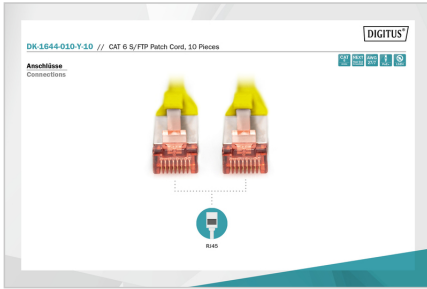 DIGITUS®
DK-1644-010-Y-10 // CAT 6 S/FTP Patch Cord, 10 Pieces
Anschlüsse
Connections
RJ45